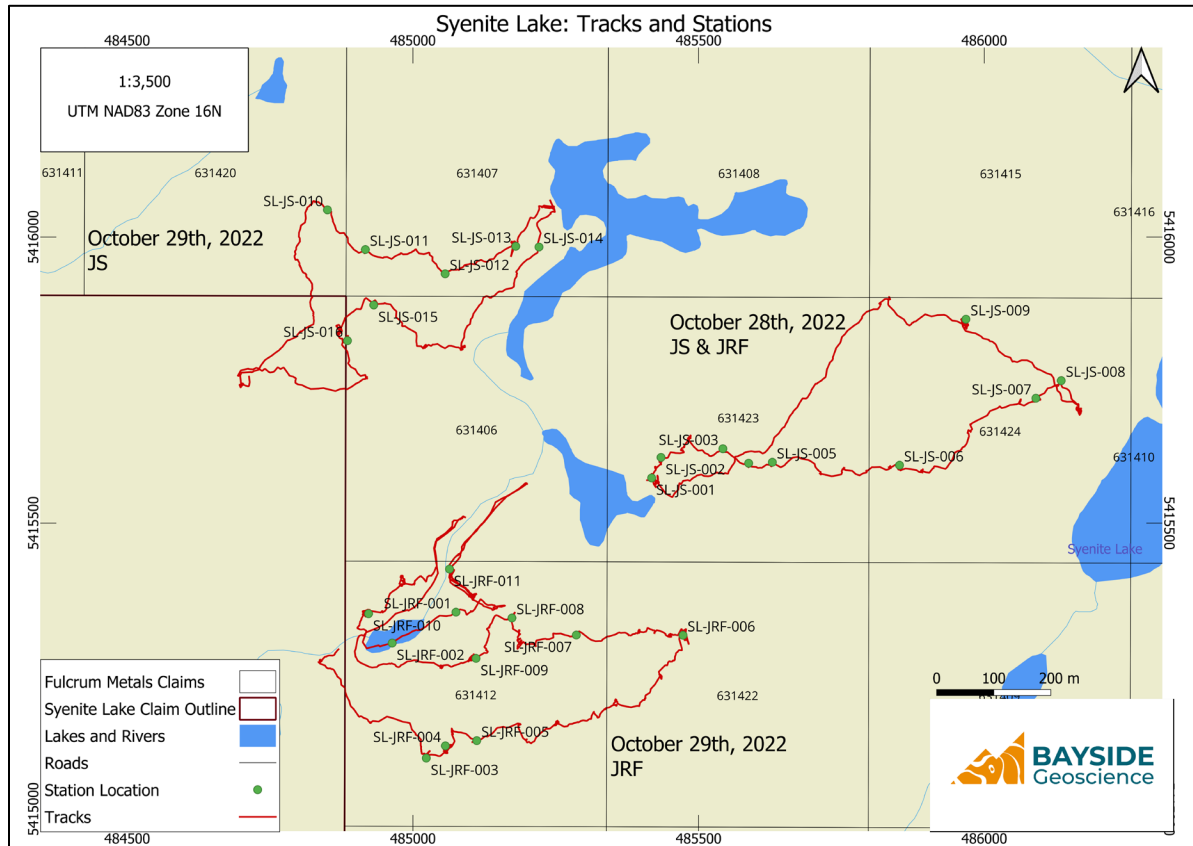 Syenite Lake: Tracks and Stations
484500
485000
485500
486000
1:3,500
UTM NAD83 Zone 16N
631411
631420
631407
631408
631415
631416
SL-JS-010
5416000
5416000
October 29th, 2022
JS
SL-JS-011
SL-JS-013
SL-JS-014
SL-JS-012
SL-JS-015
SL-JS-016
October 28th, 2022
JS & JRF
SL-JS-009
SL-JS-008
SL-JS-007
631406
631423
631424
631410
SL-JS-003
SL-JS-002
SL-JS-001
SL-JS-005
SL-JS-006
5415500
5415500
Syenite Lake
SL-JRF-011
SL-JRF-001
SL-JRF-008
SL-JRF-010
SL-JRF-006
SL-JRF-007
SL-JRF-002
SL-JRF-009
631412
631422
SL-JRF-004
SL-JRF-005
SL-JRF-003
October 29th, 2022
JRF
0 100 200 m
Fulcrum Metals Claims
Syenite Lake Claim Outline
Lakes and Rivers
Roads
Station Location
Tracks
BAYSIDE
Geoscience
5415000
484500
485000
485500
486000